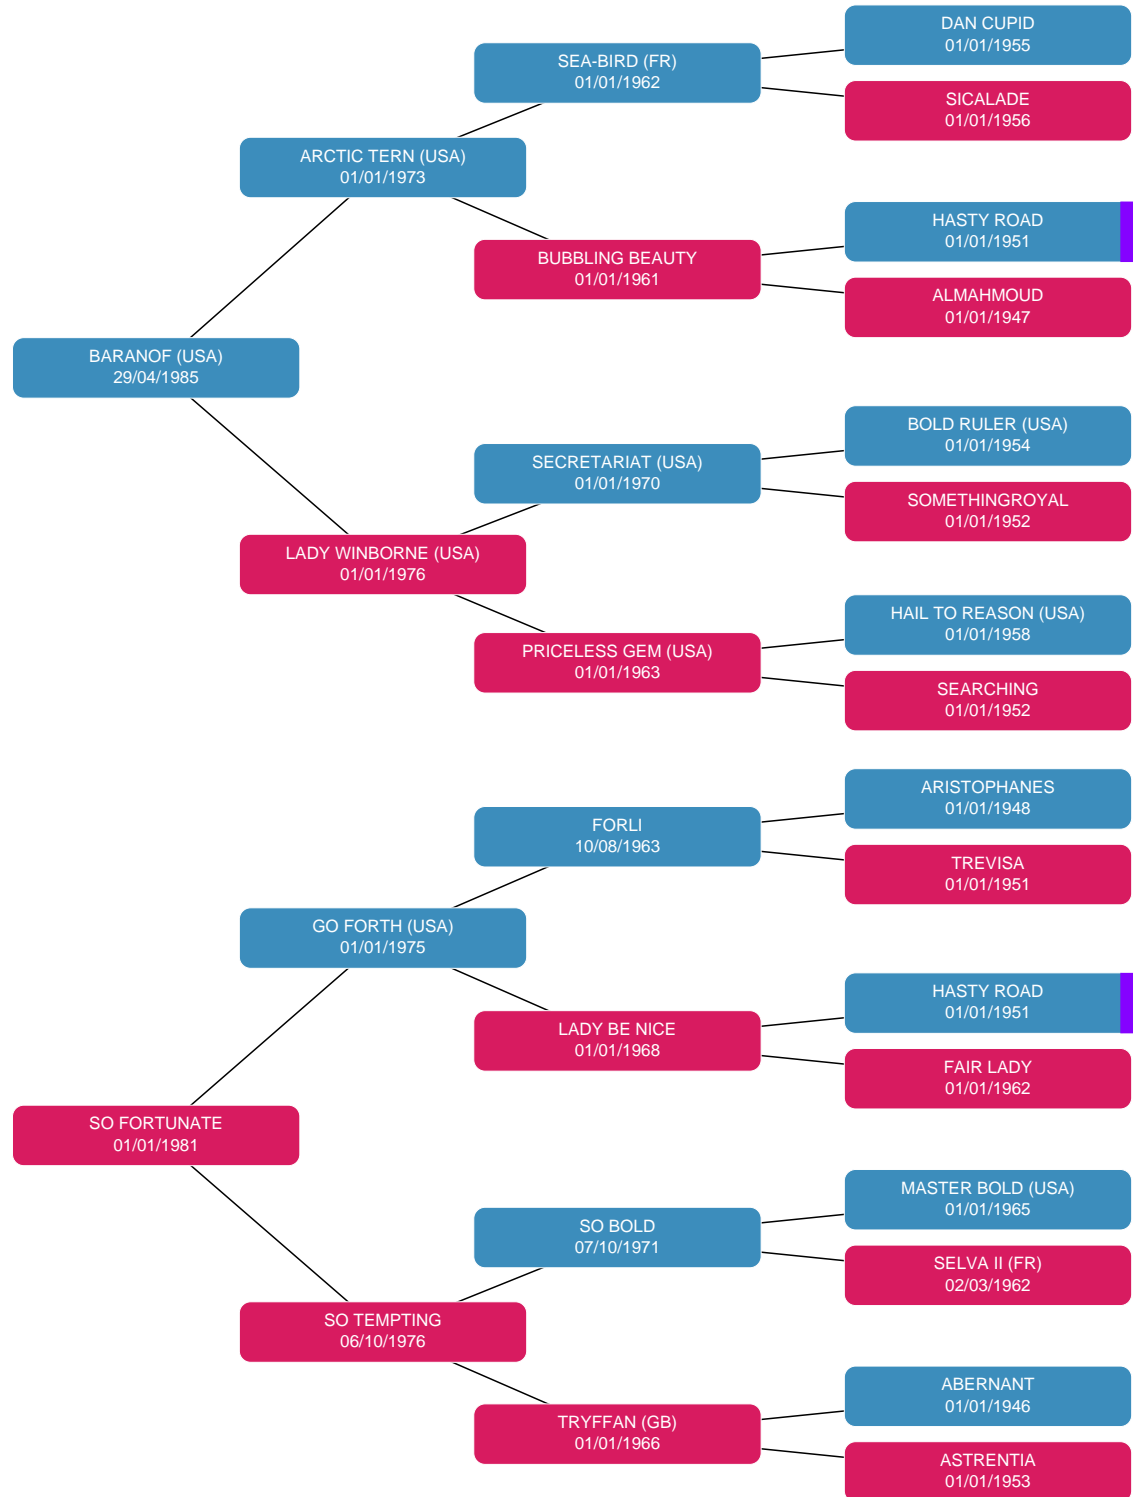 DAN CUPID
01/01/1955
SEA-BIRD (FR)
01/01/1962
SICALADE
01/01/1956
ARCTIC TERN (USA)
01/01/1973
HASTY ROAD
01/01/1951
BUBBLING BEAUTY
01/01/1961
ALMAHMOUD
01/01/1947
BARANOF (USA)
29/04/1985
BOLD RULER (USA)
01/01/1954
SECRETARIAT (USA)
01/01/1970
SOMETHINGROYAL
01/01/1952
LADY WINBORNE (USA)
01/01/1976
HAIL TO REASON (USA)
01/01/1958
PRICELESS GEM (USA)
01/01/1963
SEARCHING
01/01/1952
ARISTOPHANES
01/01/1948
FORLI
10/08/1963
TREVISA
01/01/1951
GO FORTH (USA)
01/01/1975
HASTY ROAD
01/01/1951
LADY BE NICE
01/01/1968
FAIR LADY
01/01/1962
SO FORTUNATE
01/01/1981
MASTER BOLD (USA)
01/01/1965
SO BOLD
07/10/1971
SELVA II (FR)
02/03/1962
SO TEMPTING
06/10/1976
ABERNANT
01/01/1946
TRYFFAN (GB)
01/01/1966
ASTRENTIA
01/01/1953